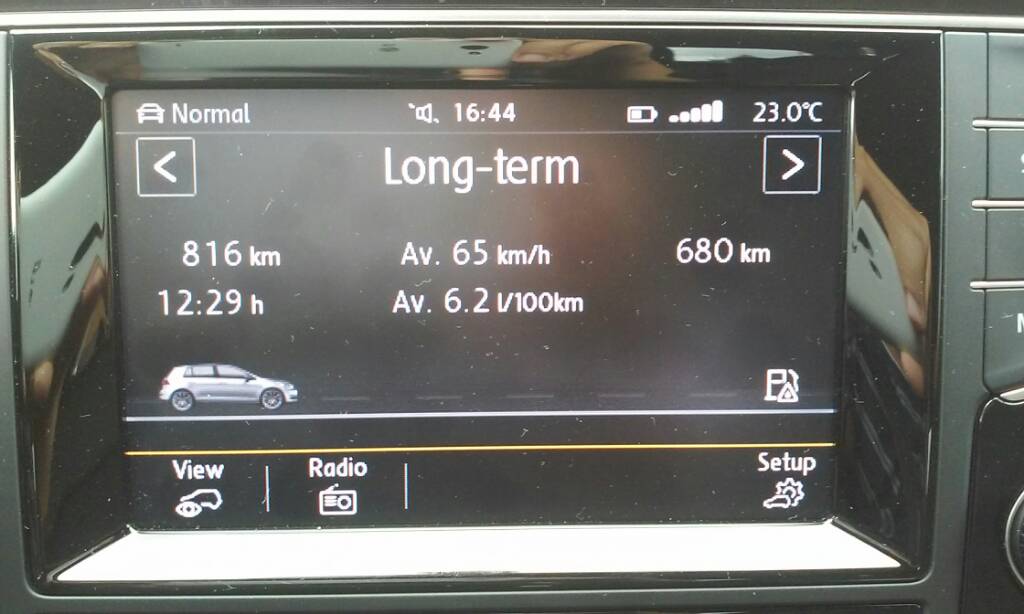 Normal 16:44 23.0°C
< Long-term >
816 km Av. 65 km/h 680 km
12:29 h Av. 6.2 l/100km
View Radio Setup